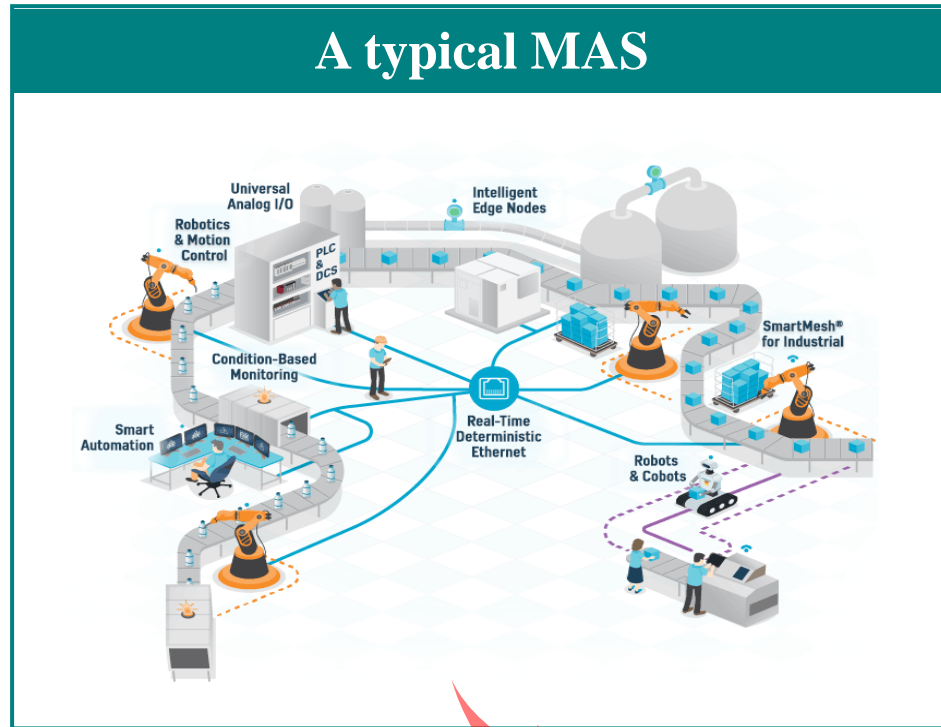 A typical MAS
Universal
Analog I/O
Intelligent
Edge Nodes
Robotics
& Motion
Control
PLC
&
DCS
SmartMesh®
for Industrial
Condition-Based
Monitoring
Smart
Automation
Real-Time
Deterministic
Ethernet
Robots
& Cobots